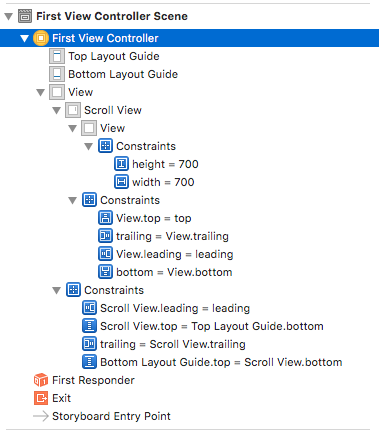 First View Controller Scene
First View Controller
Top Layout Guide
Bottom Layout Guide
View
Scroll View
View
Constraints
height = 700
width = 700
Constraints
View.top = top
trailing = View.trailing
View.leading = leading
bottom = View.bottom
Constraints
Scroll View.leading = leading
Scroll View.top = Top Layout Guide.bottom
trailing = Scroll View.trailing
Bottom Layout Guide.top = Scroll View.bottom
First Responder
Exit
Storyboard Entry Point